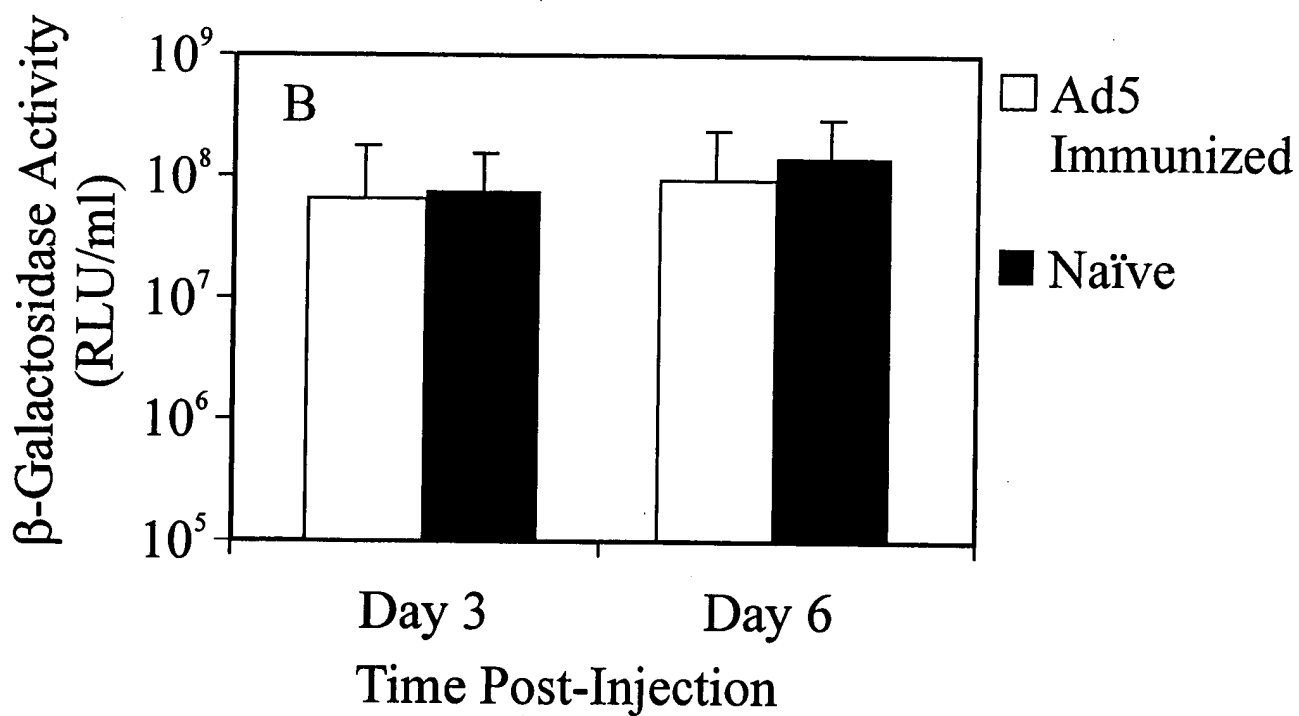 β-Galactosidase Activity
(RLU/ml)
10⁹
10⁸
10⁷
10⁶
10⁵
B
Ad5
Immunized
Naïve
Day 3
Day 6
Time Post-Injection